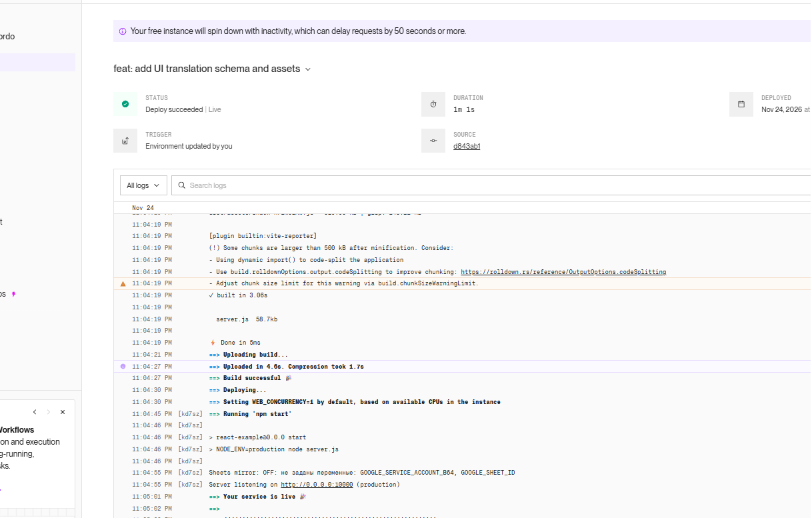 Your free instance will spin down with inactivity, which can delay requests by 50 seconds or more.
ordo
feat: add UI translation schema and assets
STATUS
Deploy succeeded | Live
DURATION
1m 1s
DEPLOYED
Nov 24, 2026 at
TRIGGER
Environment updated by you
SOURCE
d843ab1
All logs
Search logs
Nov 24
11:04:19 PM
11:04:19 PM [plugin builtin:vite-reporter]
11:04:19 PM (!) Some chunks are larger than 500 kB after minification. Consider:
11:04:19 PM - Using dynamic import() to code-split the application
11:04:19 PM - Use build.rolldownOptions.output.codeSplitting to improve chunking: https://rolldown.rs/reference/OutputOptions.codeSplitting
11:04:19 PM - Adjust chunk size limit for this warning via build.chunkSizeWarningLimit.
11:04:19 PM ✓ built in 3.06s
11:04:19 PM
11:04:19 PM server.js 58.7kb
11:04:19 PM
11:04:19 PM ⚡ Done in 6ms
11:04:21 PM ==> Uploading build...
11:04:27 PM ==> Uploaded in 4.6s. Compression took 1.7s
11:04:27 PM ==> Build successful 🎉
11:04:30 PM ==> Deploying...
11:04:30 PM ==> Setting WEB_CONCURRENCY=1 by default, based on available CPUs in the instance
11:04:45 PM [kd7sz] ==> Running 'npm start'
11:04:46 PM [kd7sz]
11:04:46 PM [kd7sz] > react-example@0.0.0 start
11:04:46 PM [kd7sz] > NODE_ENV=production node server.js
11:04:46 PM [kd7sz]
11:04:55 PM [kd7sz] Sheets mirror: OFF: не заданы переменные: GOOGLE_SERVICE_ACCOUNT_B64, GOOGLE_SHEET_ID
11:04:55 PM [kd7sz] Server listening on http://0.0.0.0:10000 (production)
11:05:01 PM ==> Your service is live 🎉
11:05:02 PM ==>
Workflows
on and execution
g-running,
ks.